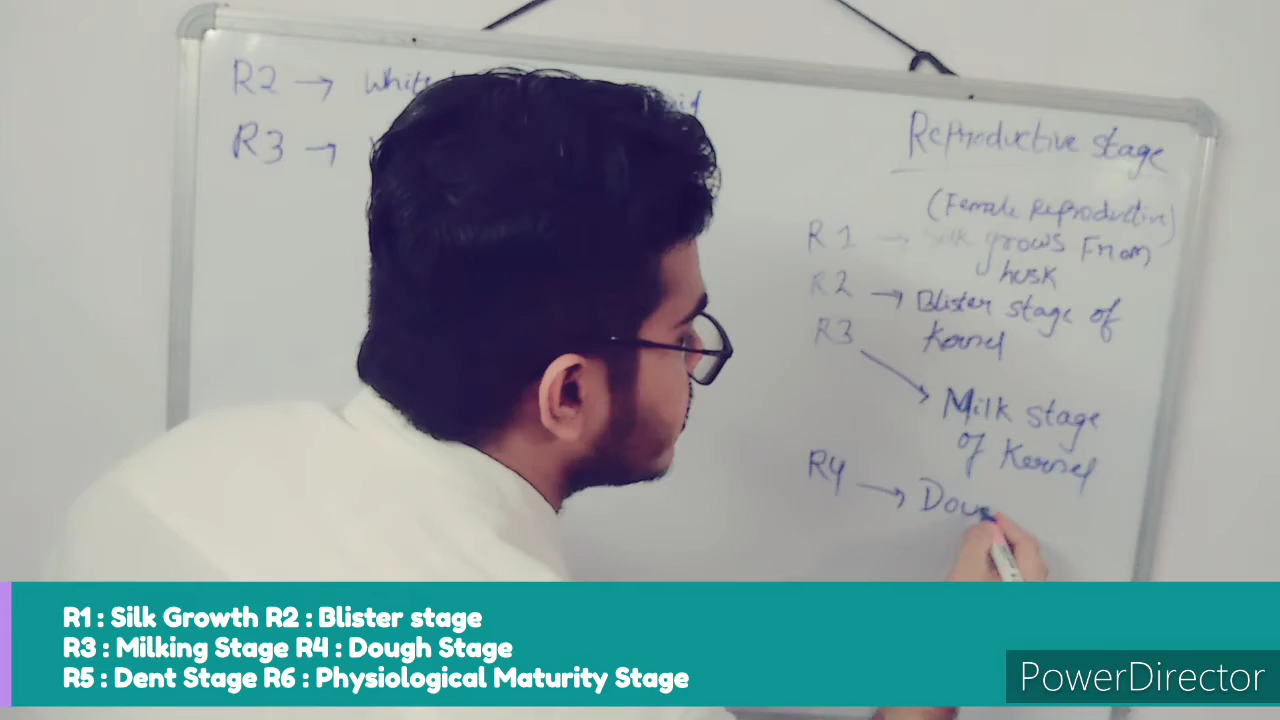 R2 → White
R3 →
Reproductive stage
(Female Reproductive)
R1 → Silk grows From
husk
R2 → Blister stage of
Kernel
R3
Milk stage
of Kernel
R4 → Doug
R1 : Silk Growth R2 : Blister stage
R3 : Milking Stage R4 : Dough Stage
R5 : Dent Stage R6 : Physiological Maturity Stage
PowerDirector